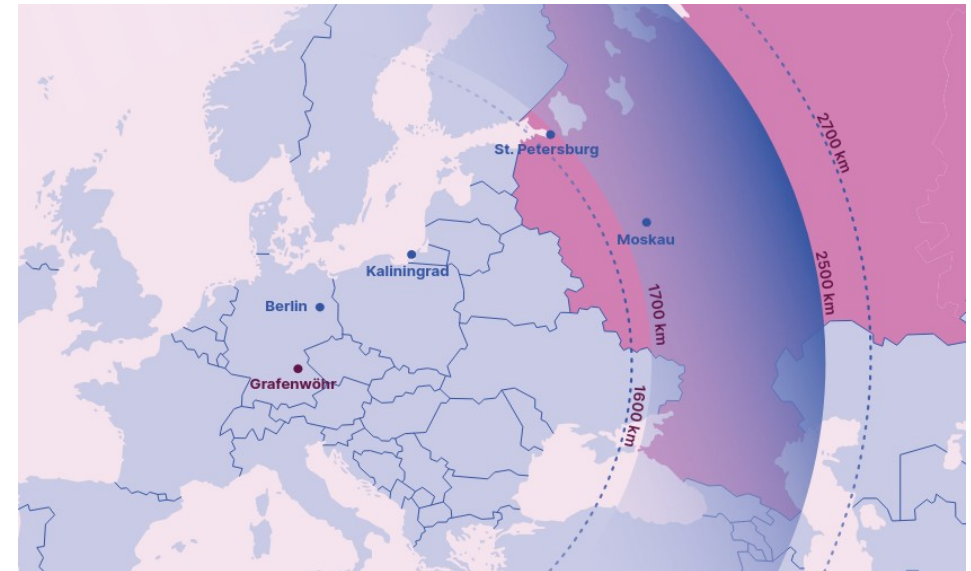 2700 km
St. Petersburg
Moskau
2500 km
Kaliningrad
Berlin
1700 km
Grafenwöhr
1600 km